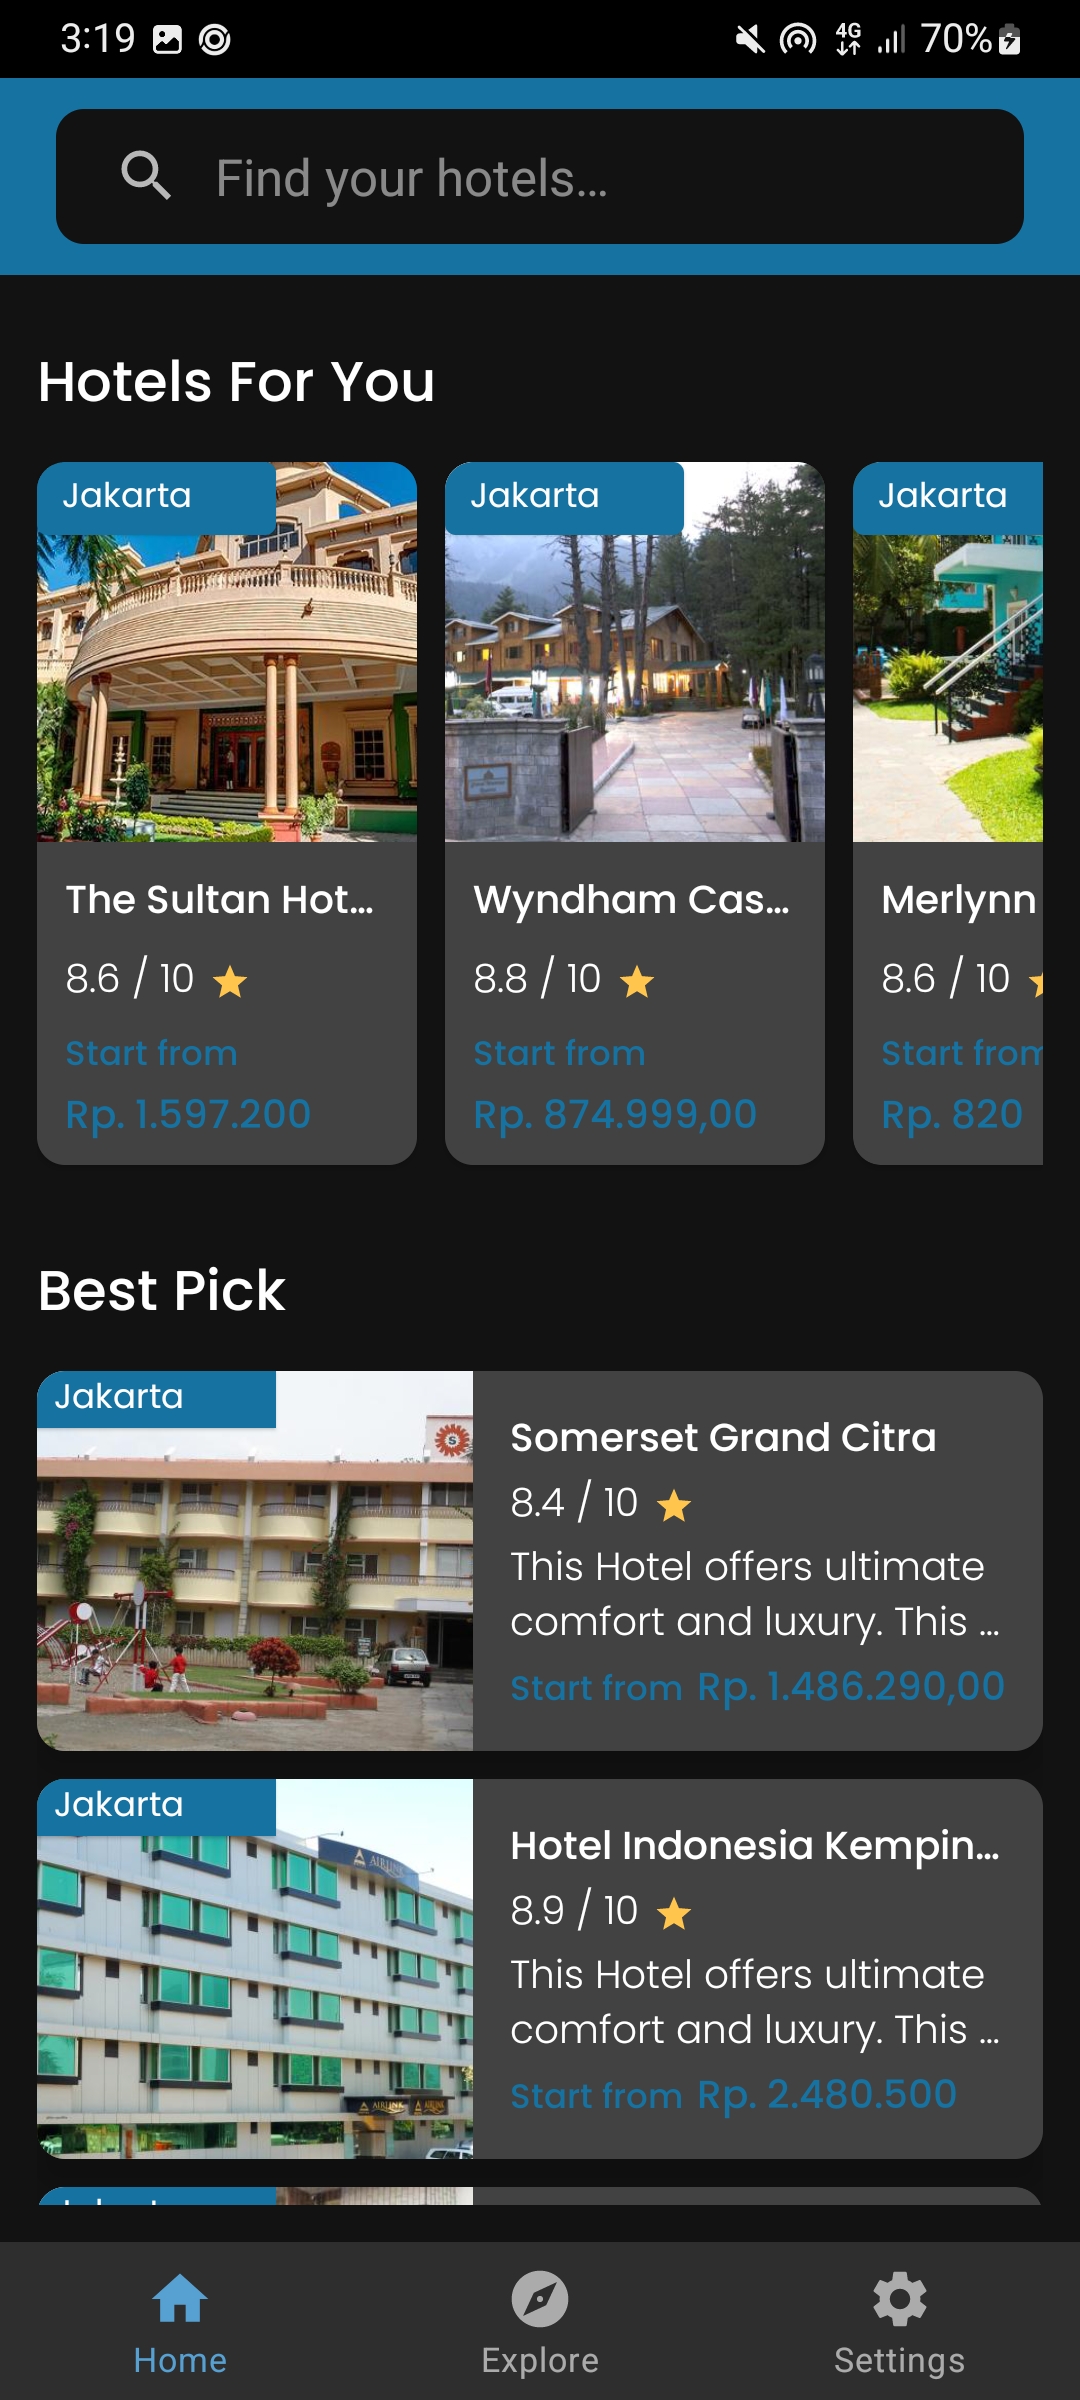 3:19
4G
70%
Find your hotels...
Hotels For You
Jakarta
Jakarta
Jakarta
The Sultan Hot...
Wyndham Cas...
Merlynn
8.6 / 10
8.8 / 10
8.6 / 10
Start from
Start from
Start from
Rp. 1.597.200
Rp. 874.999,00
Rp. 820
Best Pick
Jakarta
S
Somerset Grand Citra
8.4 / 10
This Hotel offers ultimate
comfort and luxury. This ...
Start from Rp. 1.486.290,00
Jakarta
AIRLINK
Hotel Indonesia Kempin...
8.9 / 10
This Hotel offers ultimate
comfort and luxury. This ...
AIRLINK
AIRLINK
Start from Rp. 2.480.500
Home
Explore
Settings